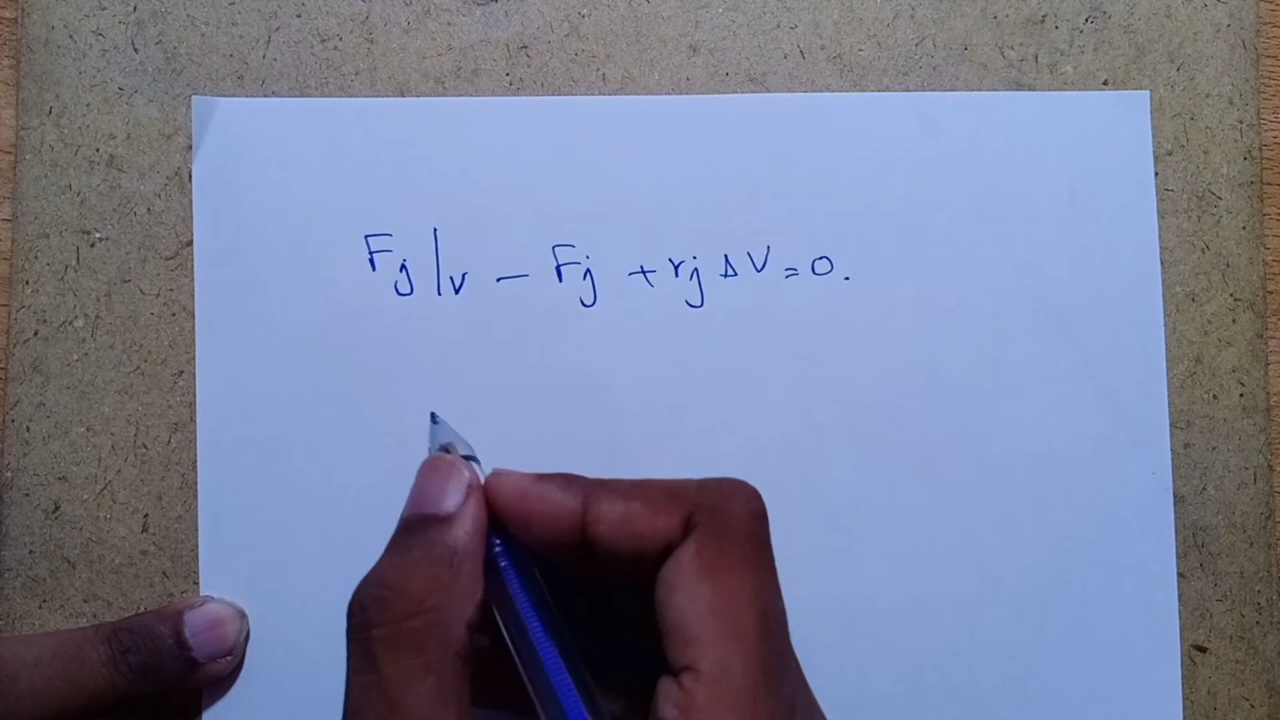 Fj|v - Fj + rj ΔV = 0.